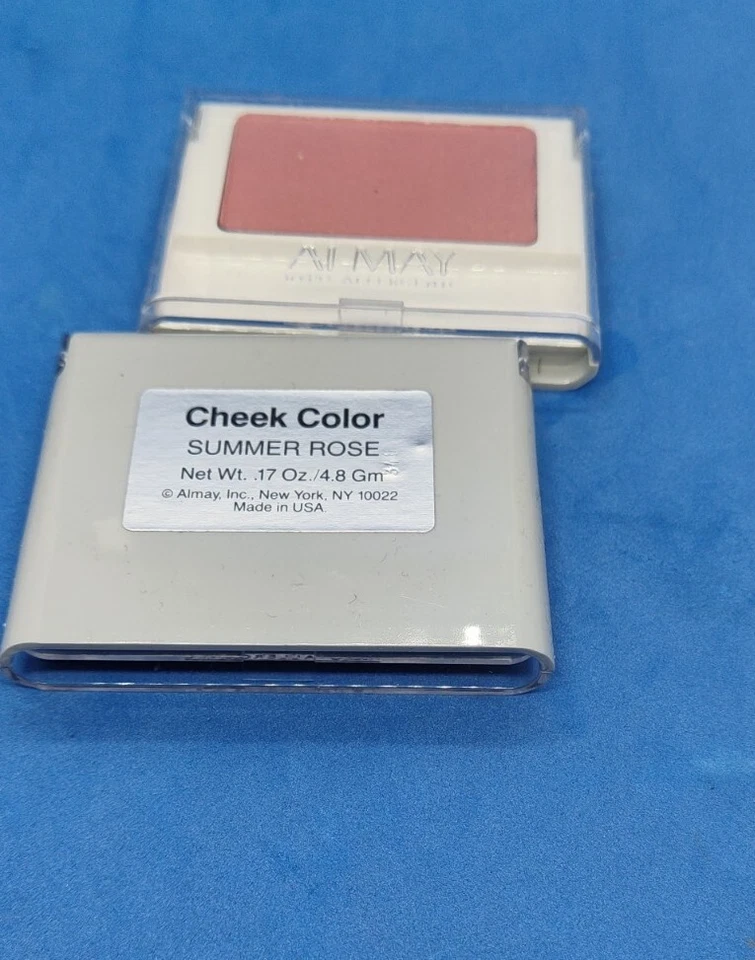 ALMAY
Cheek Color
SUMMER ROSE
Net Wt. .17 Oz./4.8 Gm
© Almay, Inc., New York, NY 10022
Made in USA